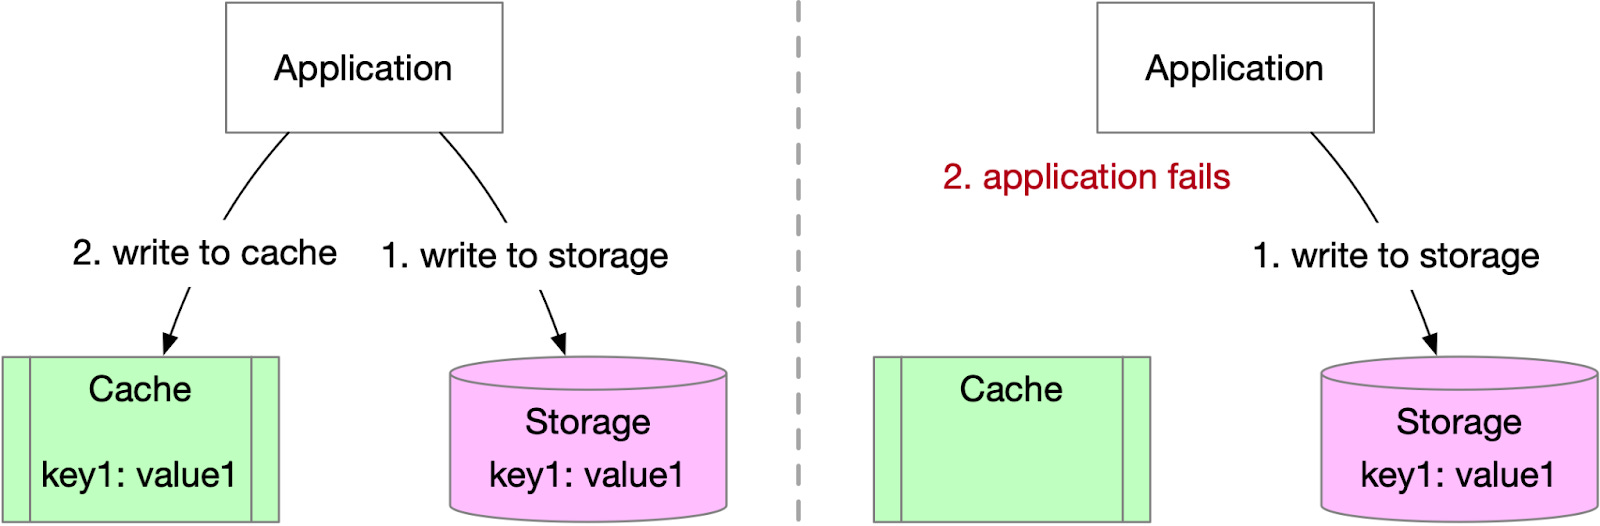 Application
2. write to cache
1. write to storage
Cache
key1: value1
Storage
key1: value1
Application
2. application fails
1. write to storage
Cache
Storage
key1: value1